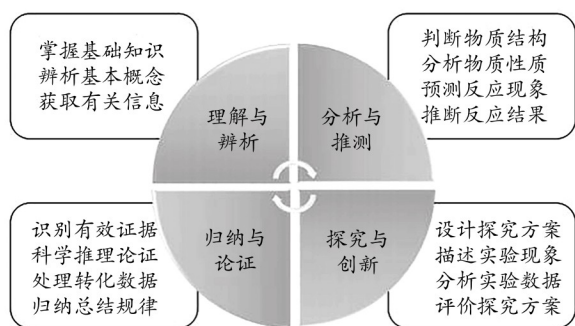 掌握基础知识
辨析基本概念
获取有关信息
理解与
辨析
分析与
推测
判断物质结构
分析物质性质
预测反应现象
推断反应结果
识别有效证据
科学推理论证
处理转化数据
归纳总结规律
归纳与
论证
探究与
创新
设计探究方案
描述实验现象
分析实验数据
评价探究方案